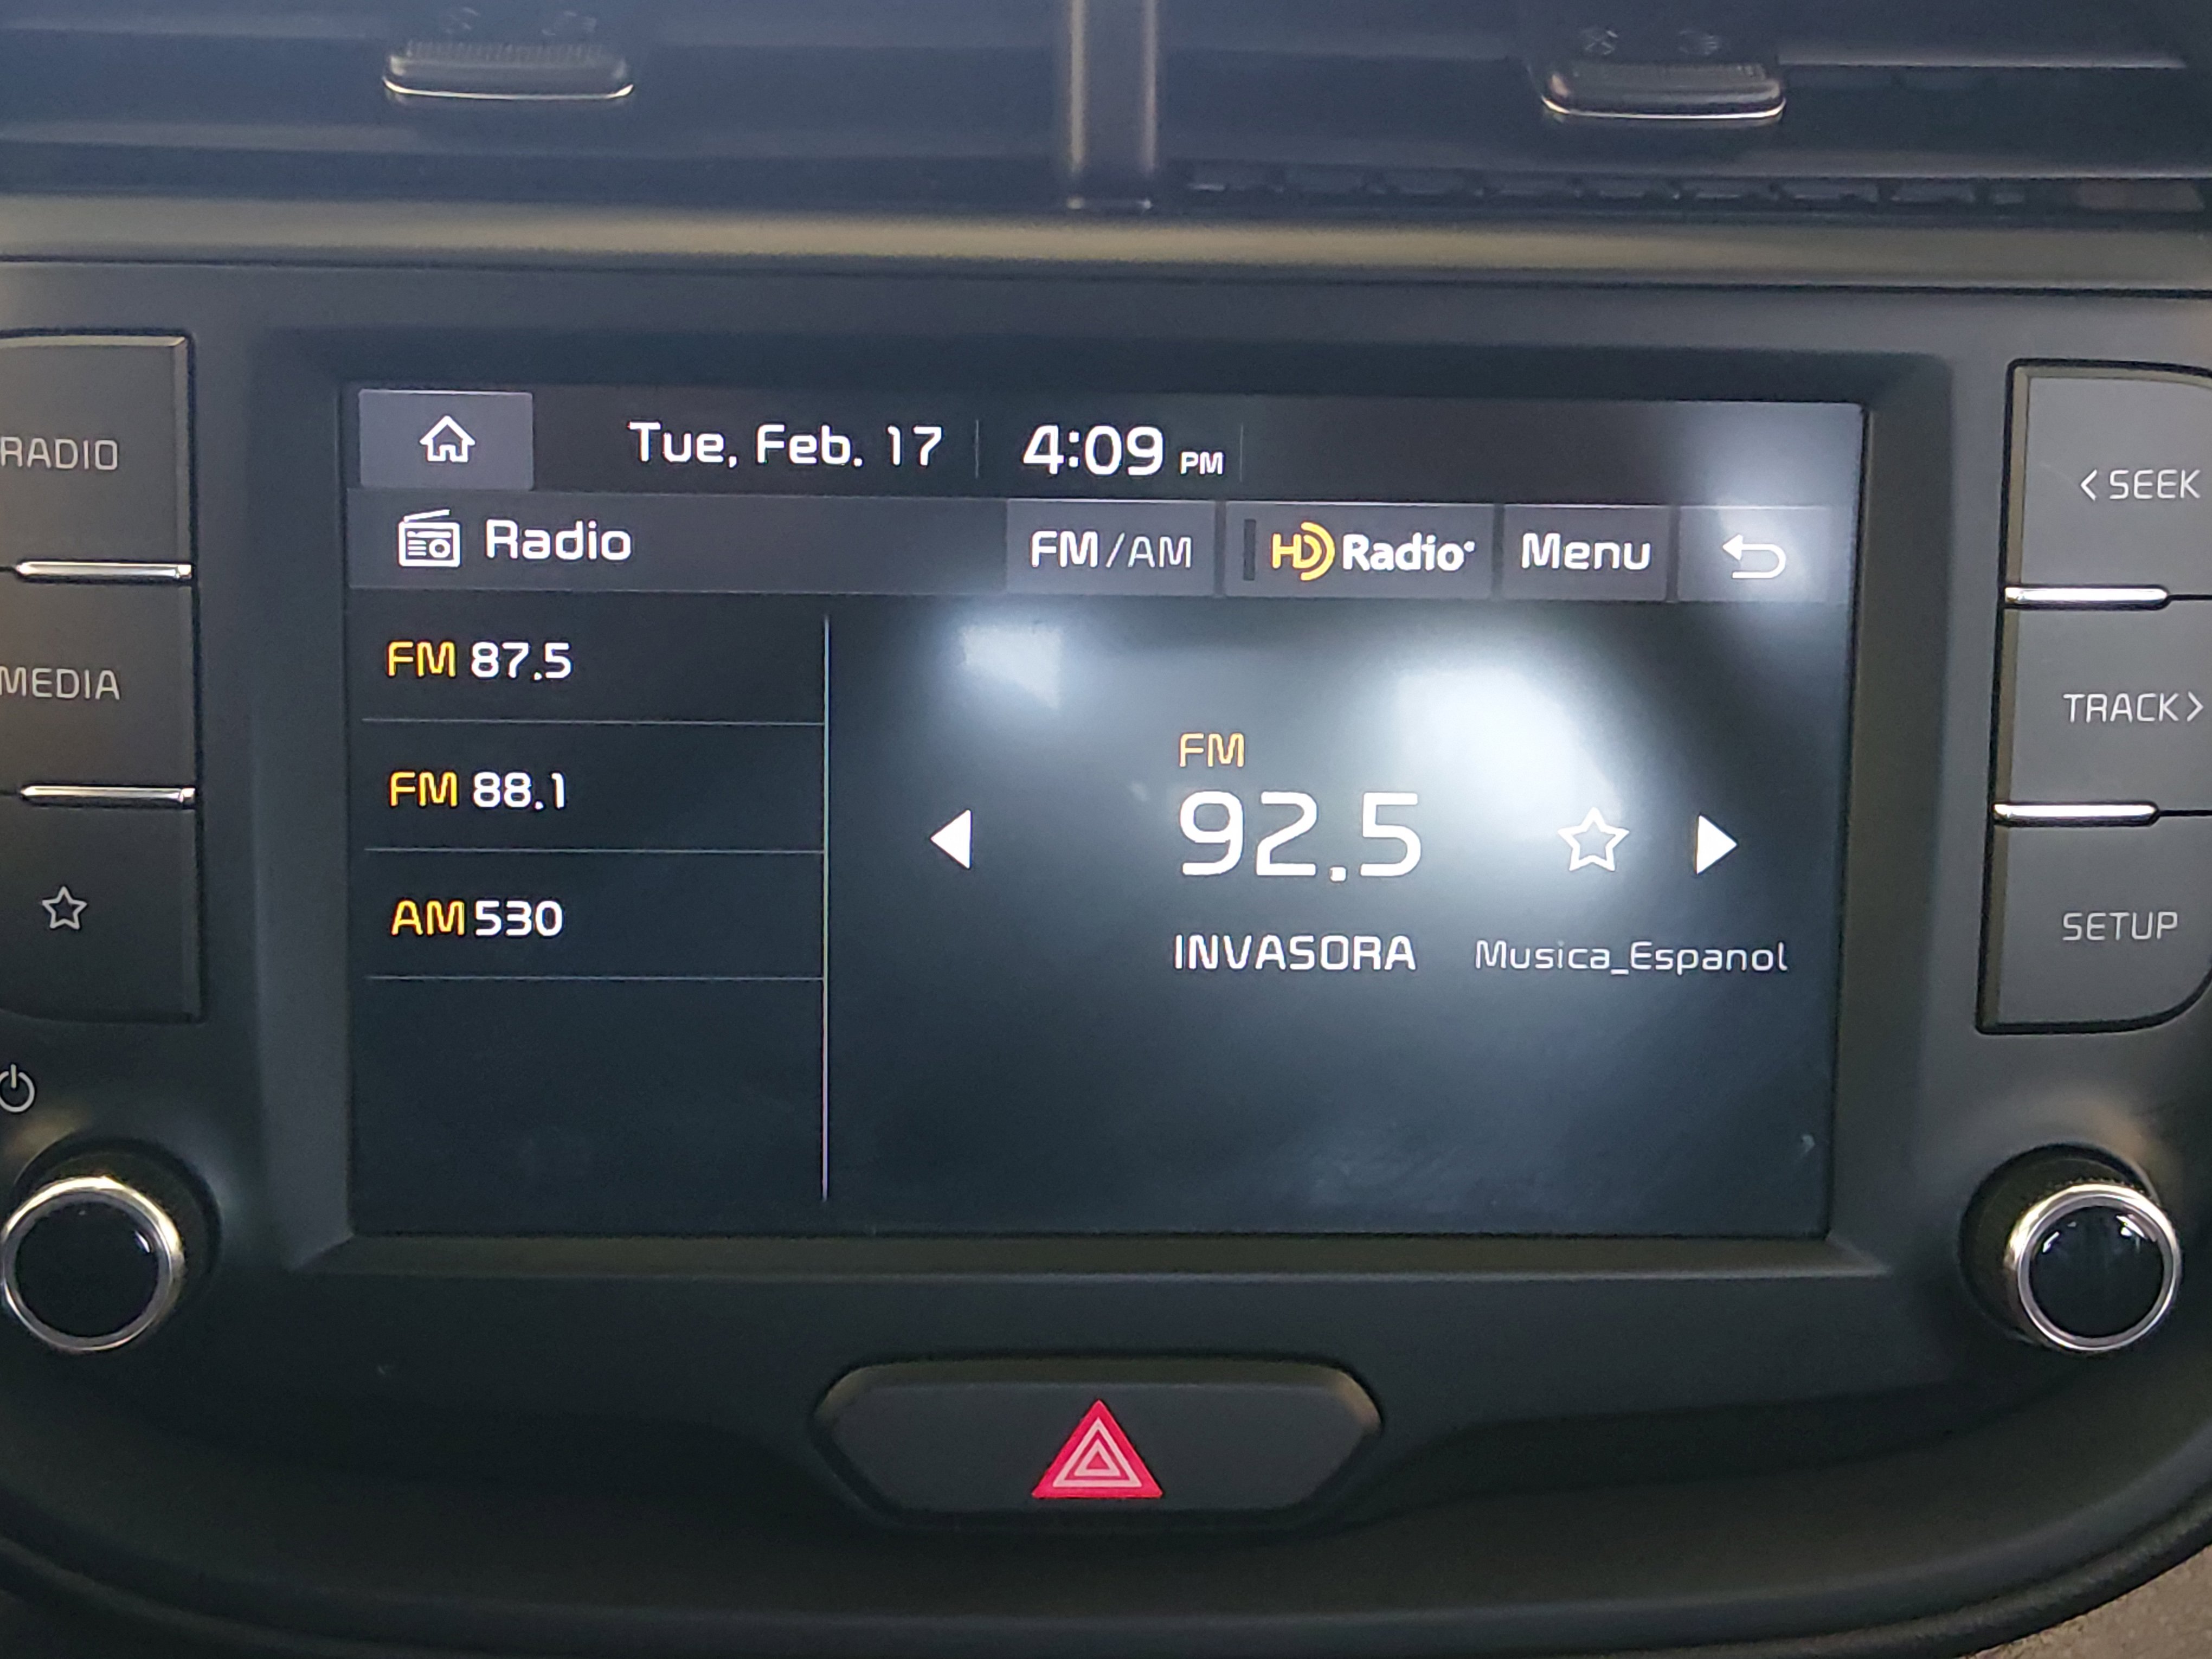 RADIO
MEDIA
Tue, Feb. 17 4:09 PM
Radio FM/AM HD Radio Menu
FM 87.5
FM 88.1
AM 530
FM
92.5
INVASORA Musica_Espanol
< SEEK
TRACK >
SETUP